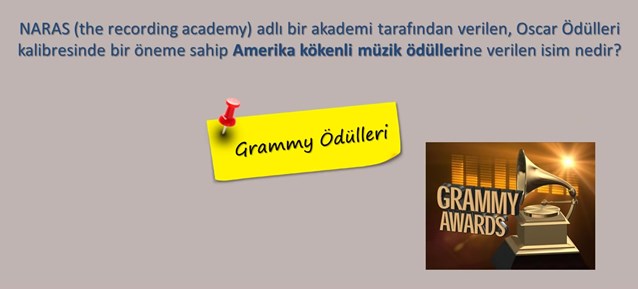 NARAS (the recording academy) adlı bir akademi tarafından verilen, Oscar Ödülleri
kalibresinde bir öneme sahip Amerika kökenli müzik ödüllerine verilen isim nedir?
Grammy Ödülleri
GRAMMY
AWARDS